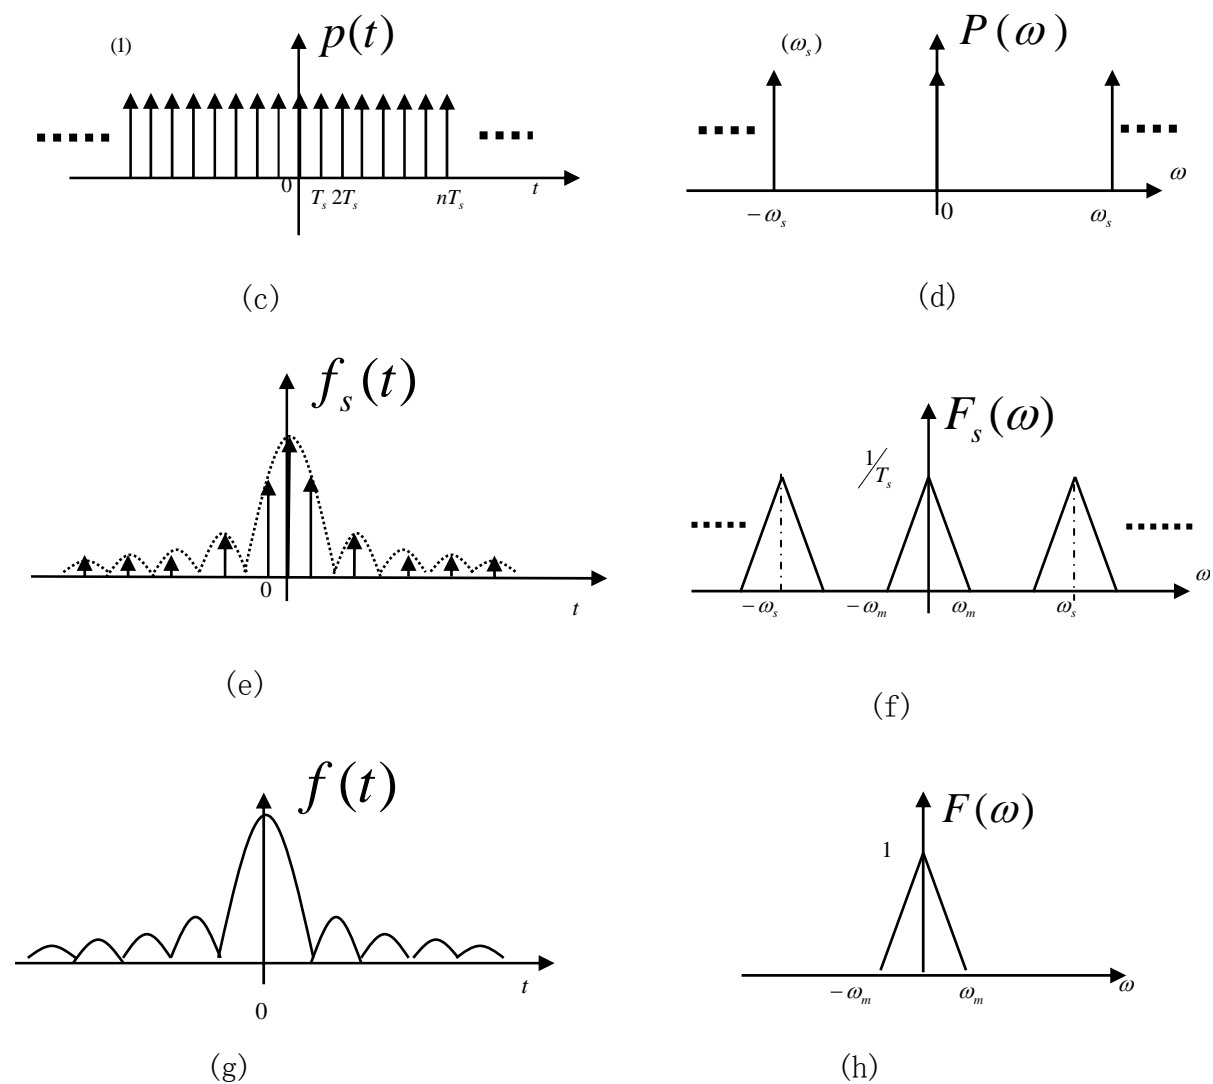 (1) p(t)
(ω_s) P(ω)
0 T_s 2T_s nT_s t
-ω_s 0 ω_s ω
(c)
(d)
f_s(t)
F_s(ω)
1/T_s
0 t
-ω_s -ω_m ω_m ω_s ω
(e)
(f)
f(t)
F(ω)
1
0 t
-ω_m ω_m ω
(g)
(h)